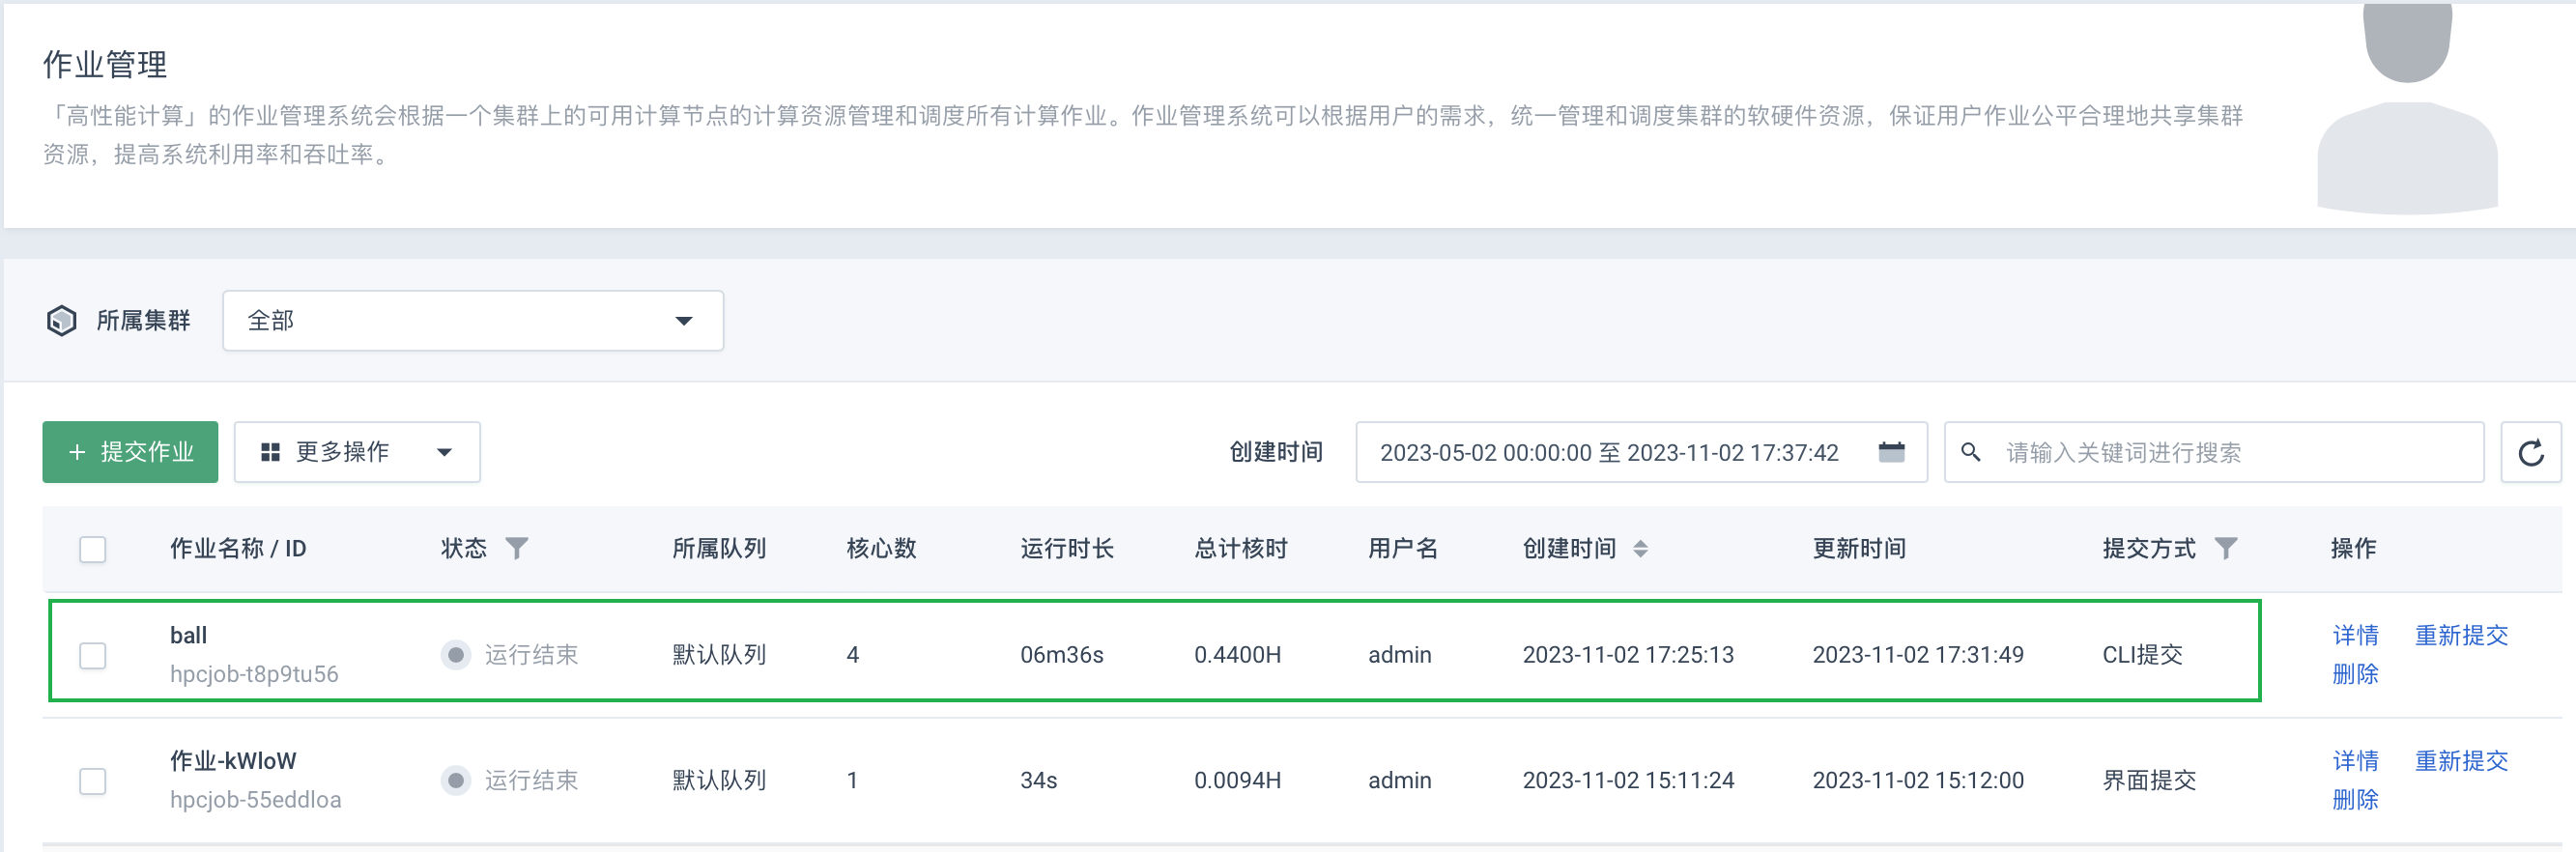 作业管理
「高性能计算」的作业管理系统会根据一个集群上的可用计算节点的计算资源管理和调度所有计算作业。作业管理系统可以根据用户的需求，统一管理和调度集群的软硬件资源，保证用户作业公平合理地共享集群
资源，提高系统利用率和吞吐率。
所属集群 全部
+ 提交作业 更多操作 创建时间 2023-05-02 00:00:00 至 2023-11-02 17:37:42 请输入关键词进行搜索
作业名称 / ID 状态 所属队列 核心数 运行时长 总计核时 用户名 创建时间 更新时间 提交方式 操作
ball
hpcjob-t8p9tu56
运行结束 默认队列 4 06m36s 0.4400H admin 2023-11-02 17:25:13 2023-11-02 17:31:49 CLI提交
详情 重新提交
删除
作业-kWIoW
hpcjob-55eddloa
运行结束 默认队列 1 34s 0.0094H admin 2023-11-02 15:11:24 2023-11-02 15:12:00 界面提交
详情 重新提交
删除